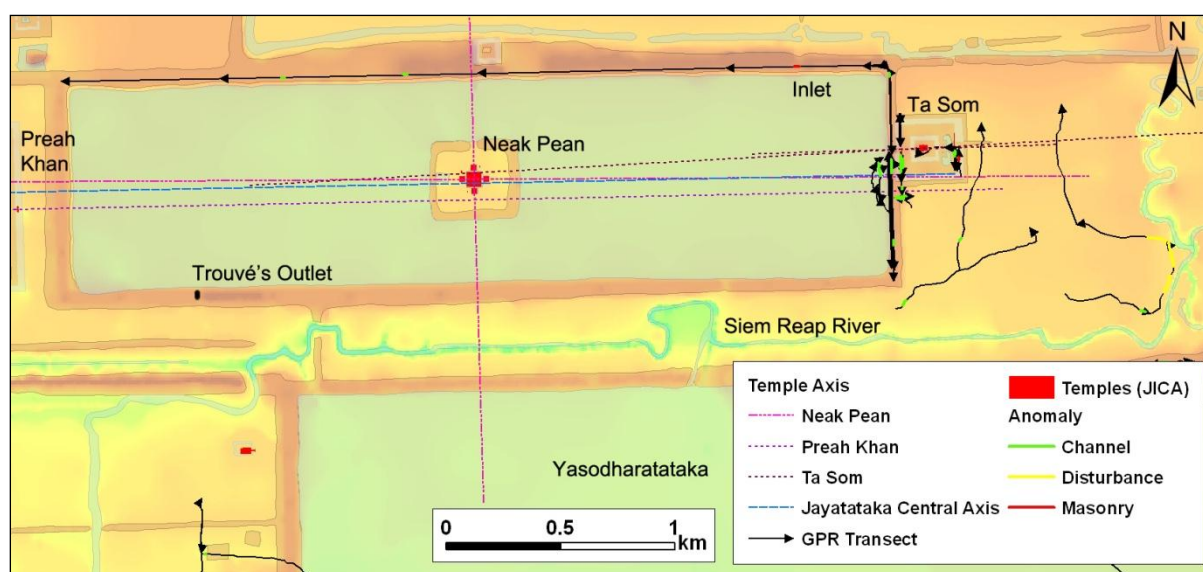 N
Inlet
Ta Som
Preah
Khan
Neak Pean
Trouvé's Outlet
Siem Reap River
Yasodharatataka
0 0.5 1
km
Temple Axis
Neak Pean
Preah Khan
Ta Som
Jayatataka Central Axis
GPR Transect
Temples (JICA)
Anomaly
Channel
Disturbance
Masonry